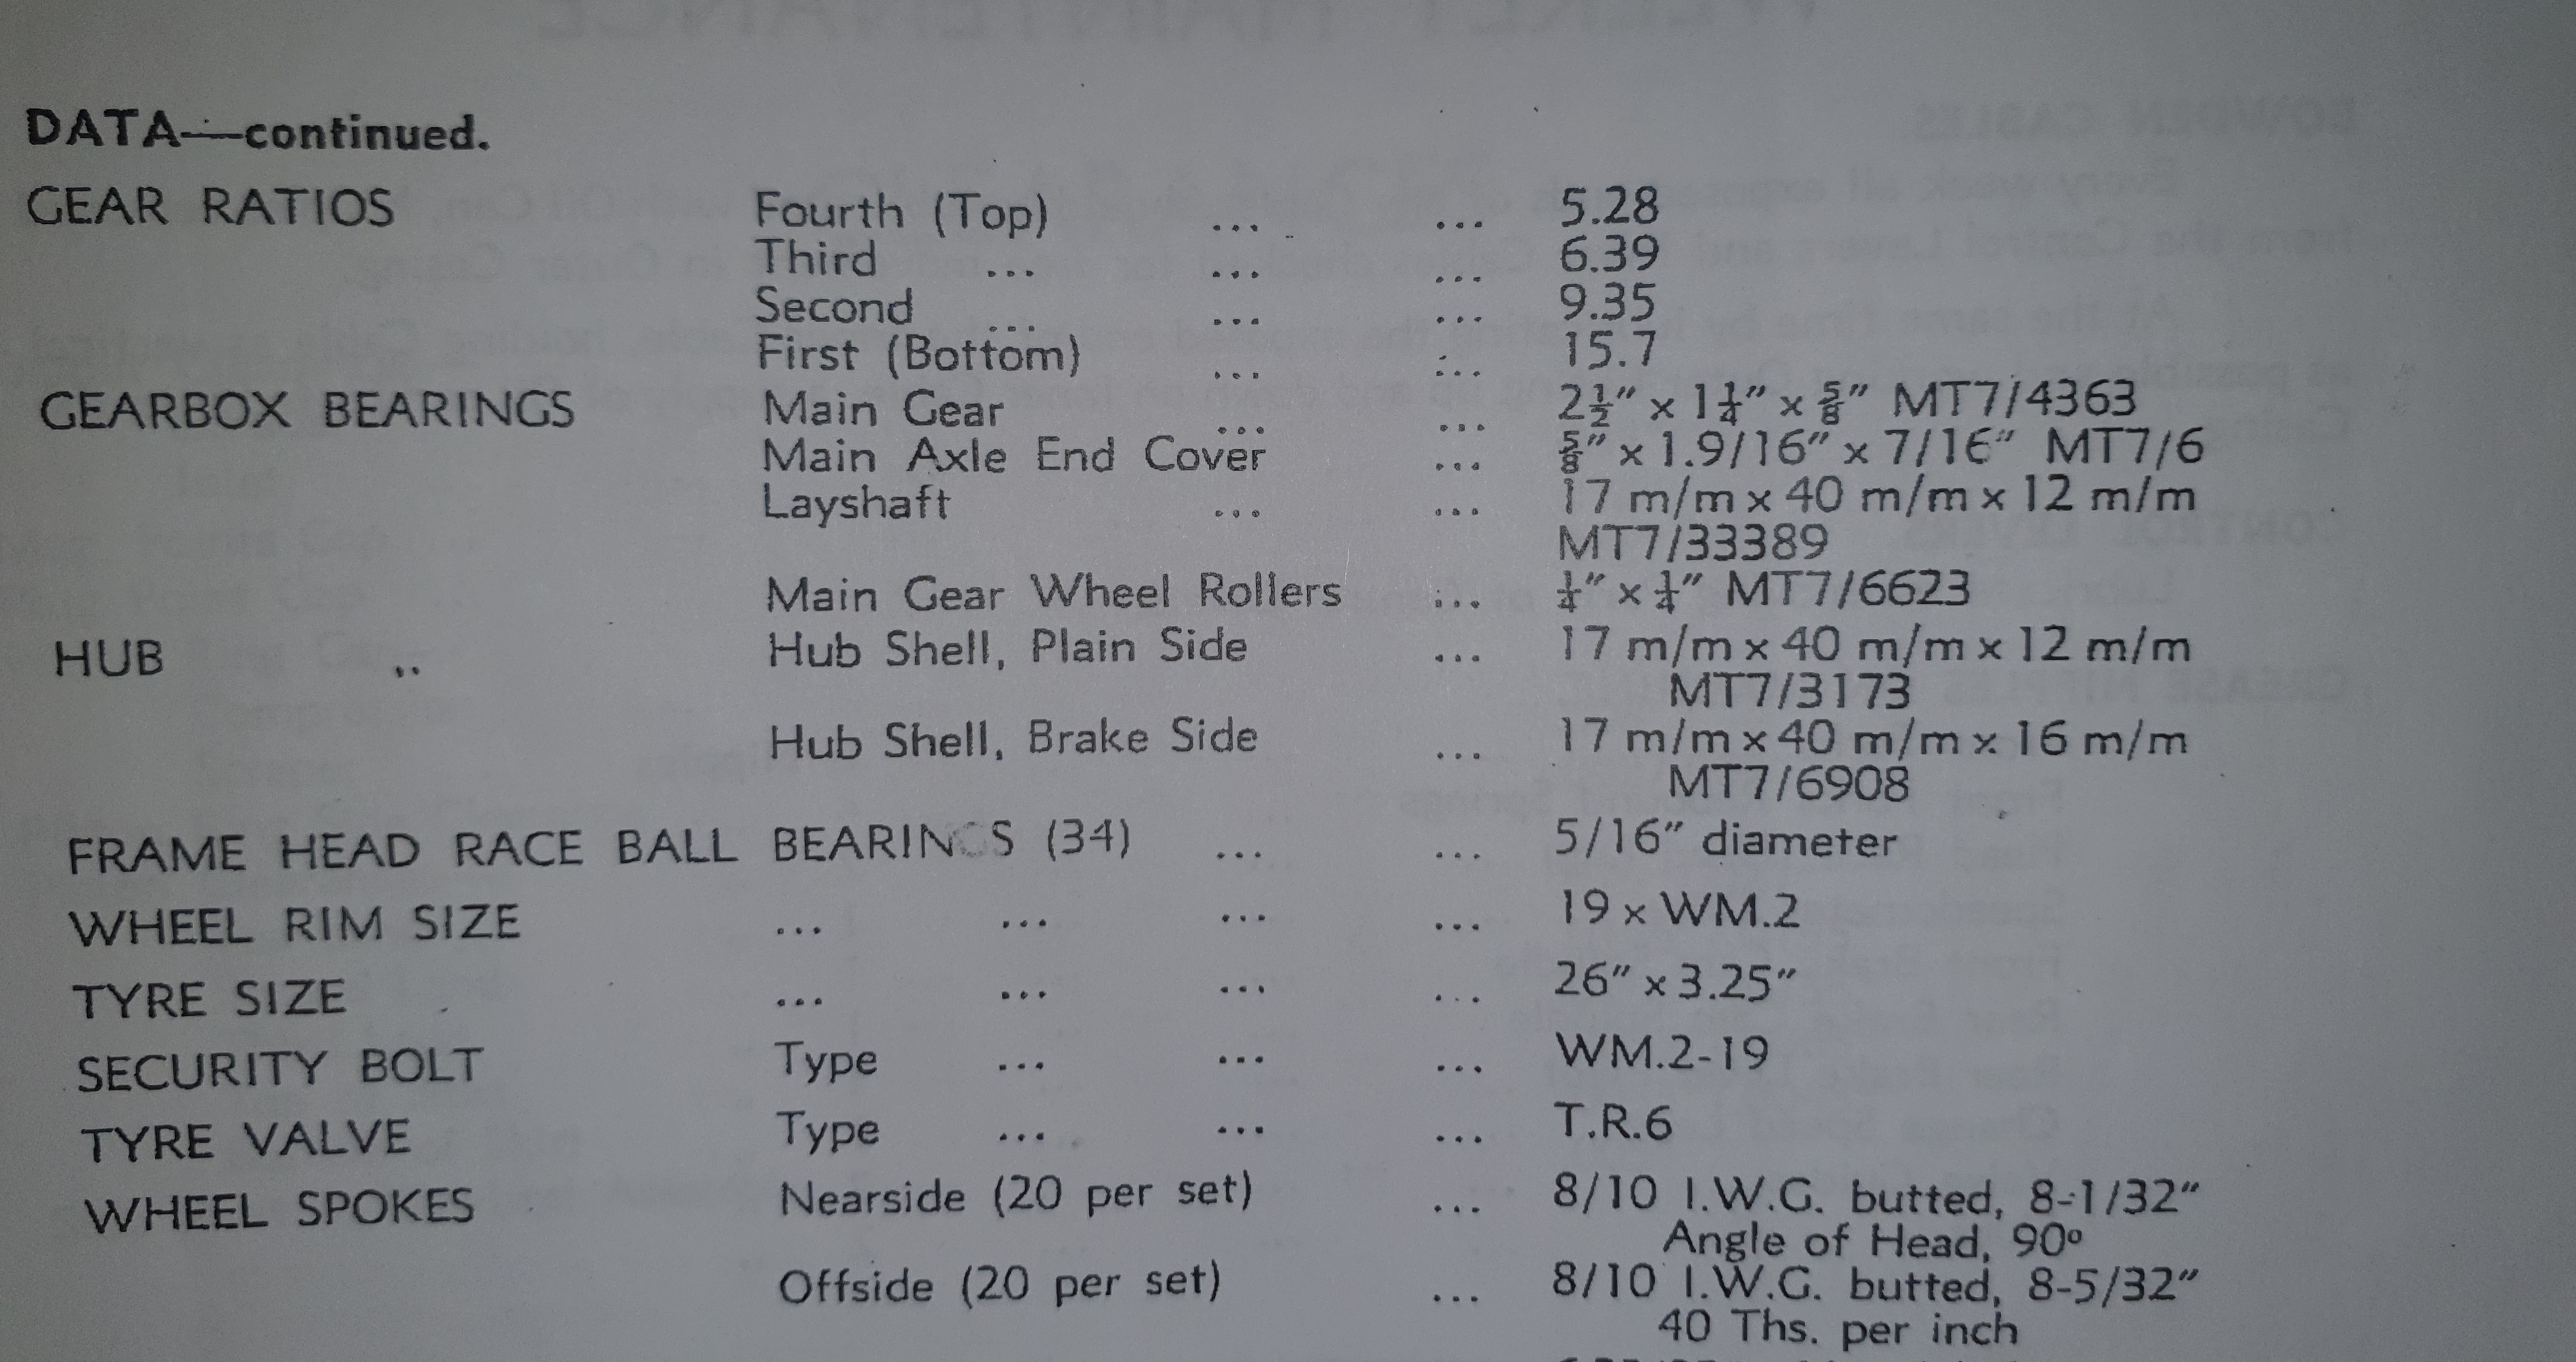 DATA—continued.
GEAR RATIOS Fourth (Top) ... ... 5.28
Third ... ... ... 6.39
Second ... ... ... 9.35
First (Bottom) ... ... 15.7
GEARBOX BEARINGS Main Gear ... ... 2½″ x 1¼″ x ⅝″ MT7/4363
Main Axle End Cover ... ⅝″ x 1.9/16″ x 7/16″ MT7/6
Layshaft ... ... 17 m/m x 40 m/m x 12 m/m
MT7/33389
Main Gear Wheel Rollers ... ¼″ x ¼″ MT7/6623
HUB .. Hub Shell, Plain Side ... 17 m/m x 40 m/m x 12 m/m
MT7/3173
Hub Shell, Brake Side ... 17 m/m x 40 m/m x 16 m/m
MT7/6908
FRAME HEAD RACE BALL BEARINGS (34) ... ... 5/16″ diameter
WHEEL RIM SIZE ... ... ... ... 19 x WM.2
TYRE SIZE ... ... ... ... 26″ x 3.25″
SECURITY BOLT Type ... ... ... WM.2-19
TYRE VALVE Type ... ... ... T.R.6
WHEEL SPOKES Nearside (20 per set) ... 8/10 I.W.G. butted, 8-1/32″
Angle of Head, 90º
Offside (20 per set) ... 8/10 I.W.G. butted, 8-5/32″
40 Ths. per inch